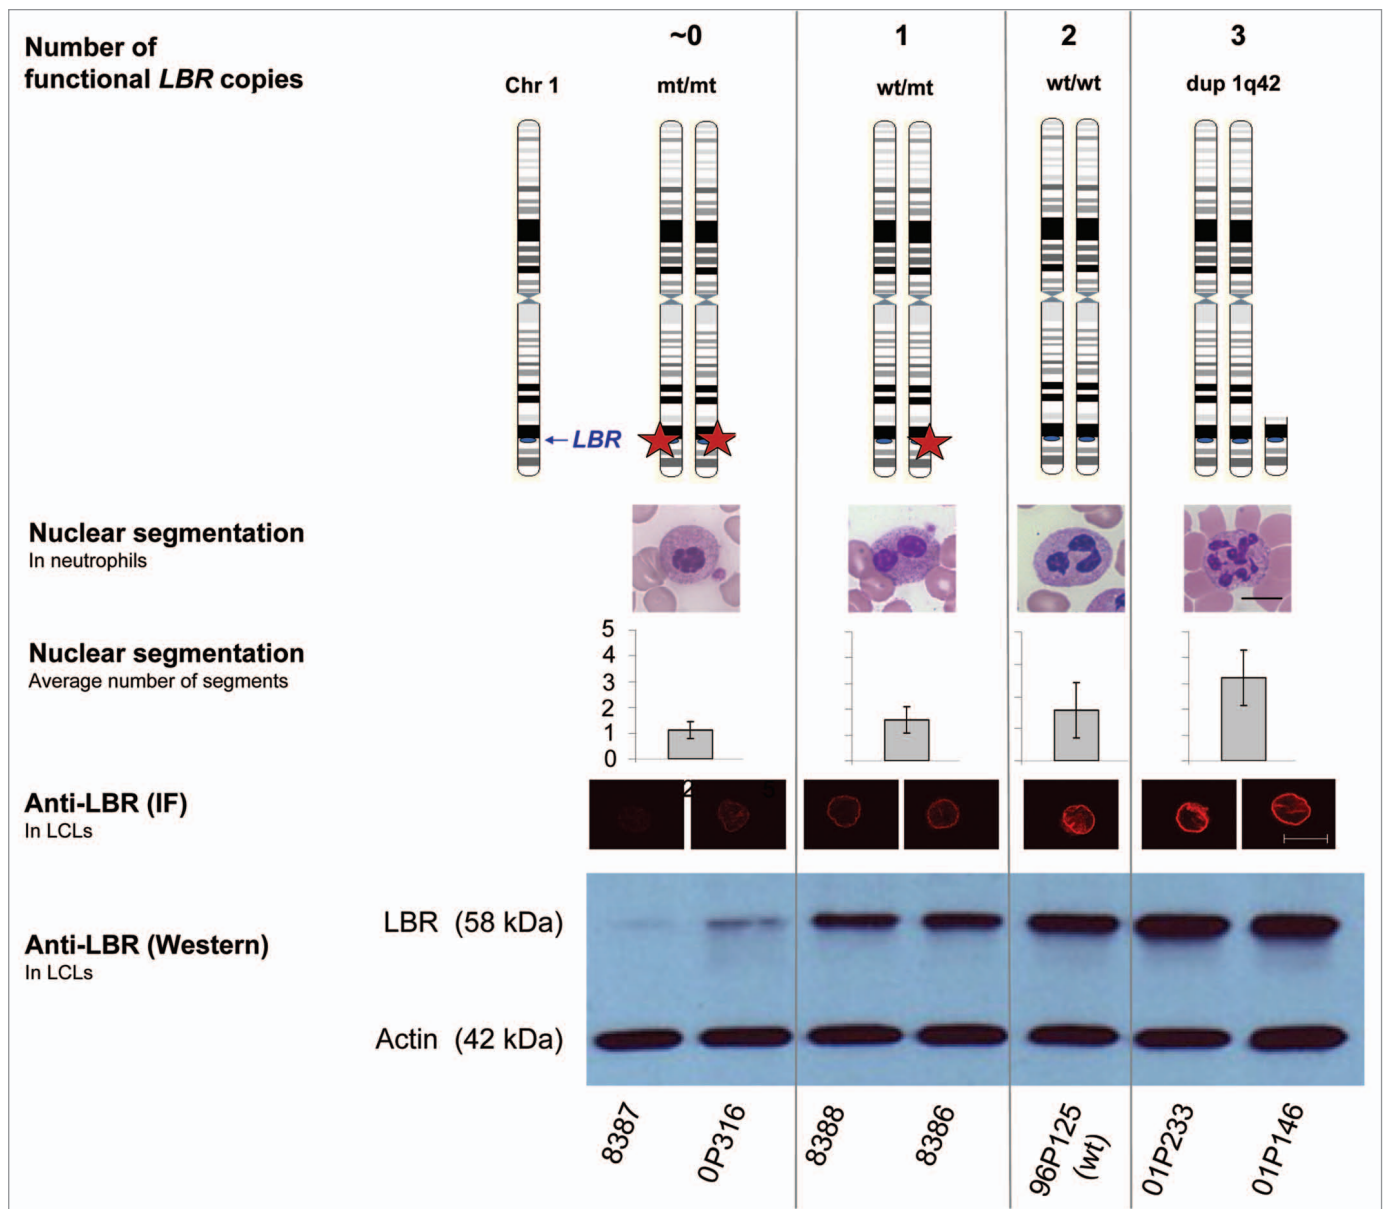 Number of
functional LBR copies
~0
1
2
3
Chr 1
mt/mt
wt/mt
wt/wt
dup 1q42
LBR
Nuclear segmentation
In neutrophils
Nuclear segmentation
Average number of segments
5
4
3
2
1
0
Anti-LBR (IF)
In LCLs
2
5
Anti-LBR (Western)
In LCLs
LBR (58 kDa)
Actin (42 kDa)
8387
0P316
8388
8386
96P125
(wt)
01P233
01P146